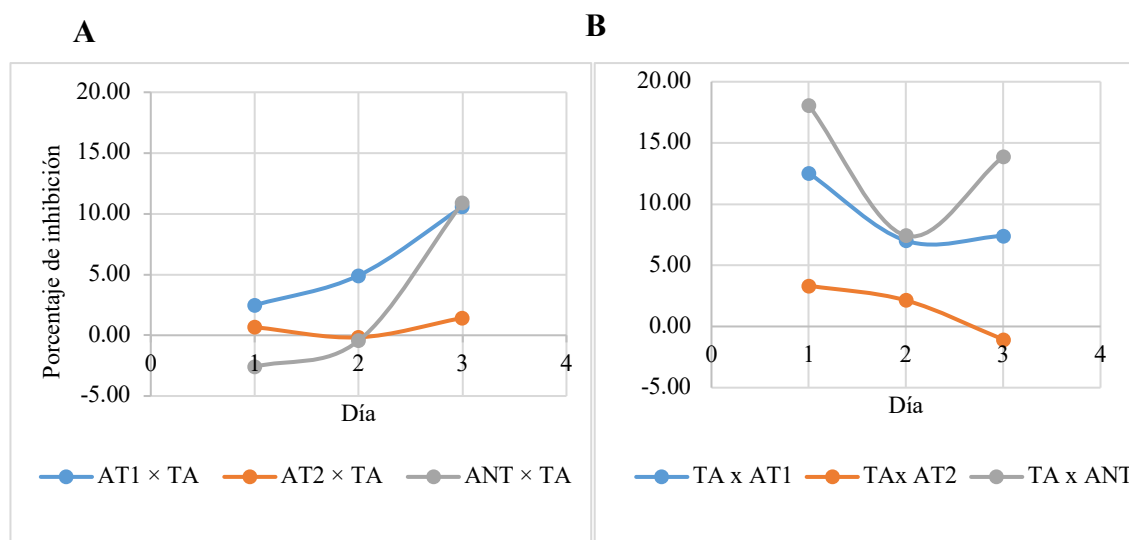 A
B
20.00
15.00
10.00
5.00
0.00
-5.00
Porcentaje de inhibición
0
1
2
3
4
Día
AT1 × TA
AT2 × TA
ANT × TA
20.00
15.00
10.00
5.00
0.00
-5.00
0
1
2
3
4
Día
TA x AT1
TAx AT2
TA x ANT